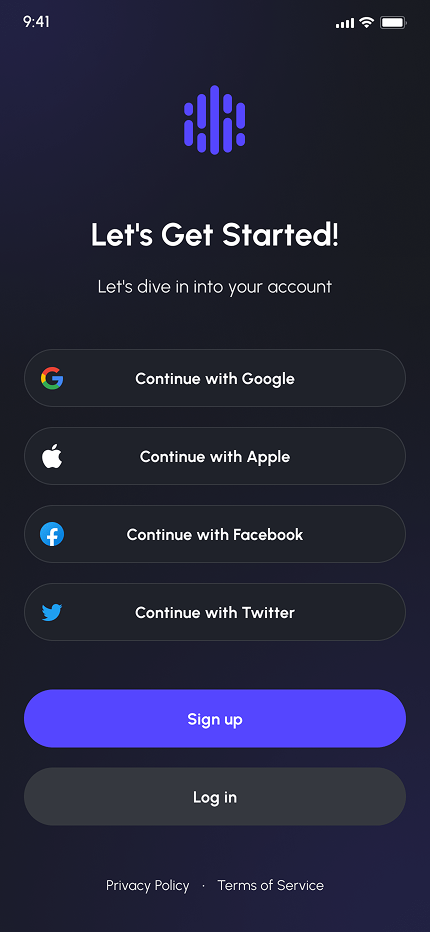 9:41
Let's Get Started!
Let's dive in into your account
Continue with Google
Continue with Apple
Continue with Facebook
Continue with Twitter
Sign up
Log in
Privacy Policy · Terms of Service